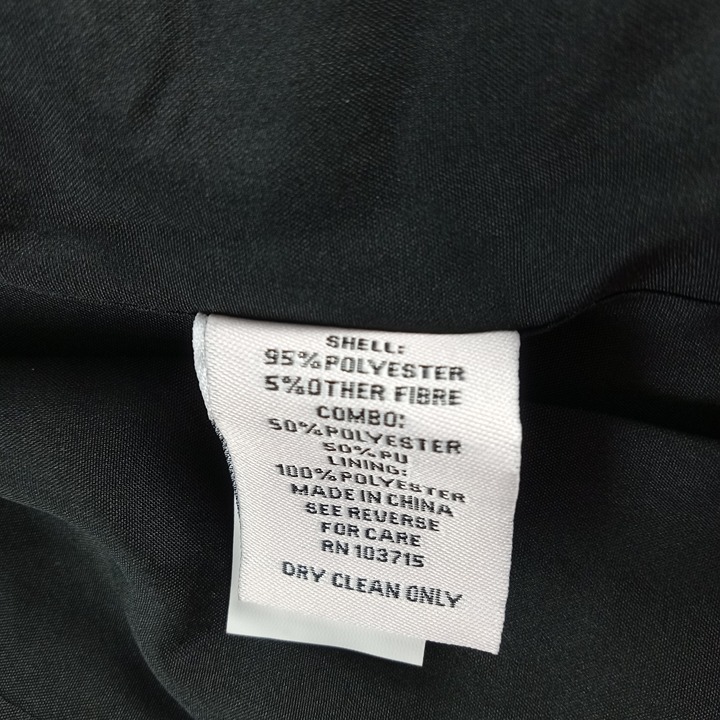 SHELL:
95%POLYESTER
5%OTHER FIBRE
COMBO:
50%POLYESTER
50%PU
LINING:
100%POLYESTER
MADE IN CHINA
SEE REVERSE
FOR CARE
RN 103715
DRY CLEAN ONLY